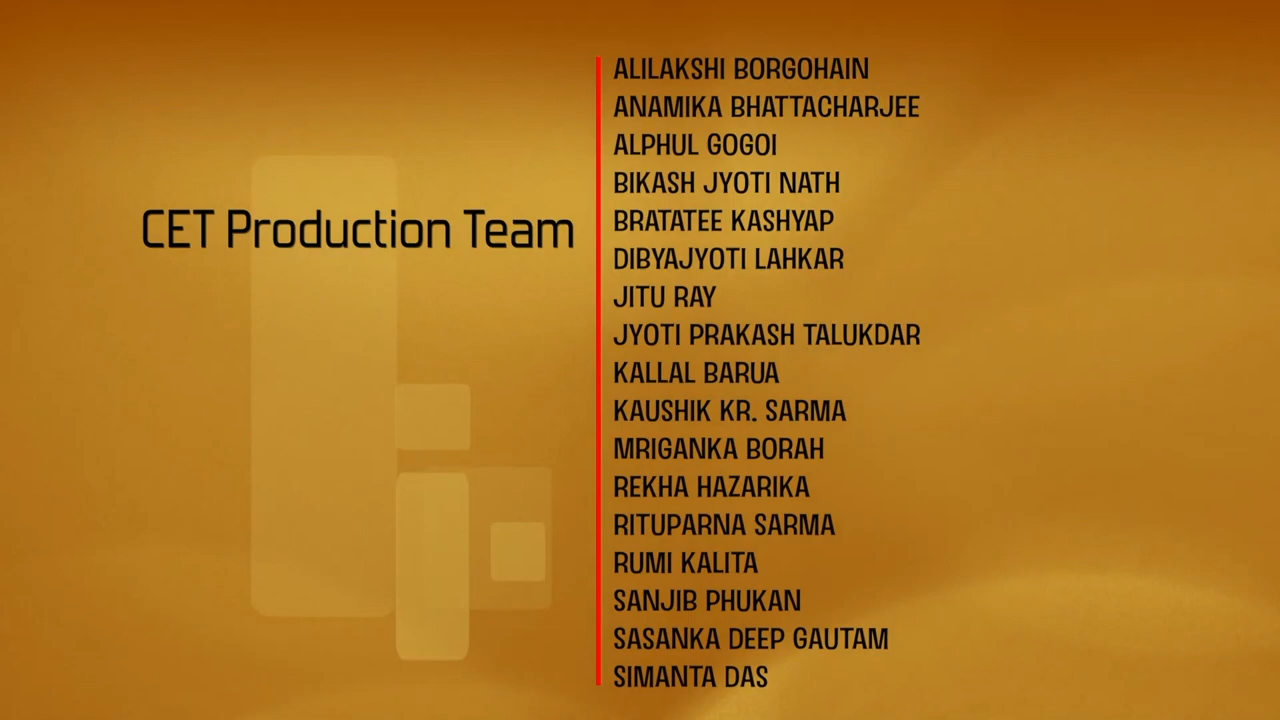 CET Production Team
ALILAKSHI BORGOHAIN
ANAMIKA BHATTACHARJEE
ALPHUL GOGOI
BIKASH JYOTI NATH
BRATATEE KASHYAP
DIBYAJYOTI LAHKAR
JITU RAY
JYOTI PRAKASH TALUKDAR
KALLAL BARUA
KAUSHIK KR. SARMA
MRIGANKA BORAH
REKHA HAZARIKA
RITUPARNA SARMA
RUMI KALITA
SANJIB PHUKAN
SASANKA DEEP GAUTAM
SIMANTA DAS